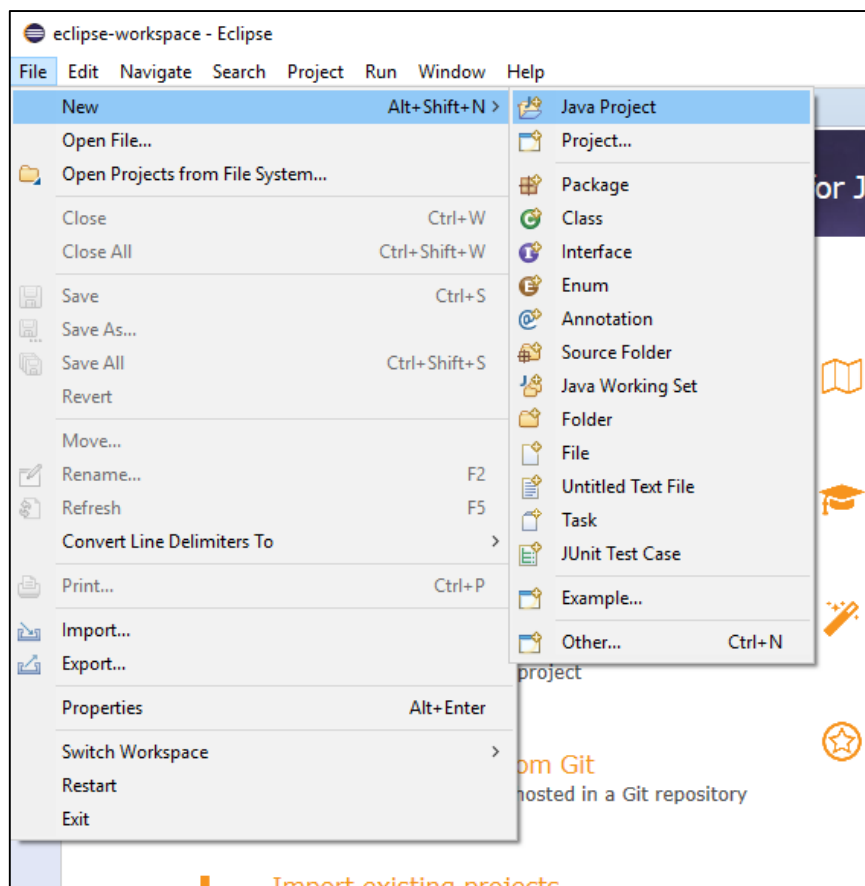 eclipse-workspace - Eclipse
File Edit Navigate Search Project Run Window Help
New Alt+Shift+N >
Open File...
Open Projects from File System...
Close Ctrl+W
Close All Ctrl+Shift+W
Save Ctrl+S
Save As...
Save All Ctrl+Shift+S
Revert
Move...
Rename... F2
Refresh F5
Convert Line Delimiters To >
Print... Ctrl+P
Import...
Export...
Properties Alt+Enter
Switch Workspace >
Restart
Exit
Java Project
Project...
Package
Class
Interface
Enum
Annotation
Source Folder
Java Working Set
Folder
File
Untitled Text File
Task
JUnit Test Case
Example...
Other... Ctrl+N
for J
project
om Git
hosted in a Git repository
Import existing projects